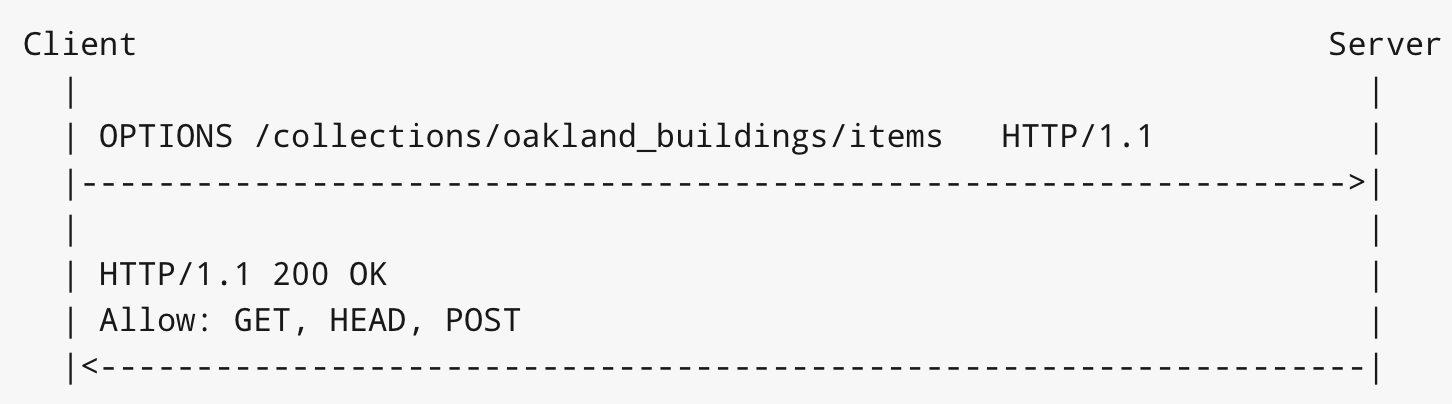 Client                                                              Server
  |                                                                    |
  | OPTIONS /collections/oakland_buildings/items   HTTP/1.1            |
  |------------------------------------------------------------------>|
  |                                                                    |
  | HTTP/1.1 200 OK                                                    |
  | Allow: GET, HEAD, POST                                             |
  |<------------------------------------------------------------------|